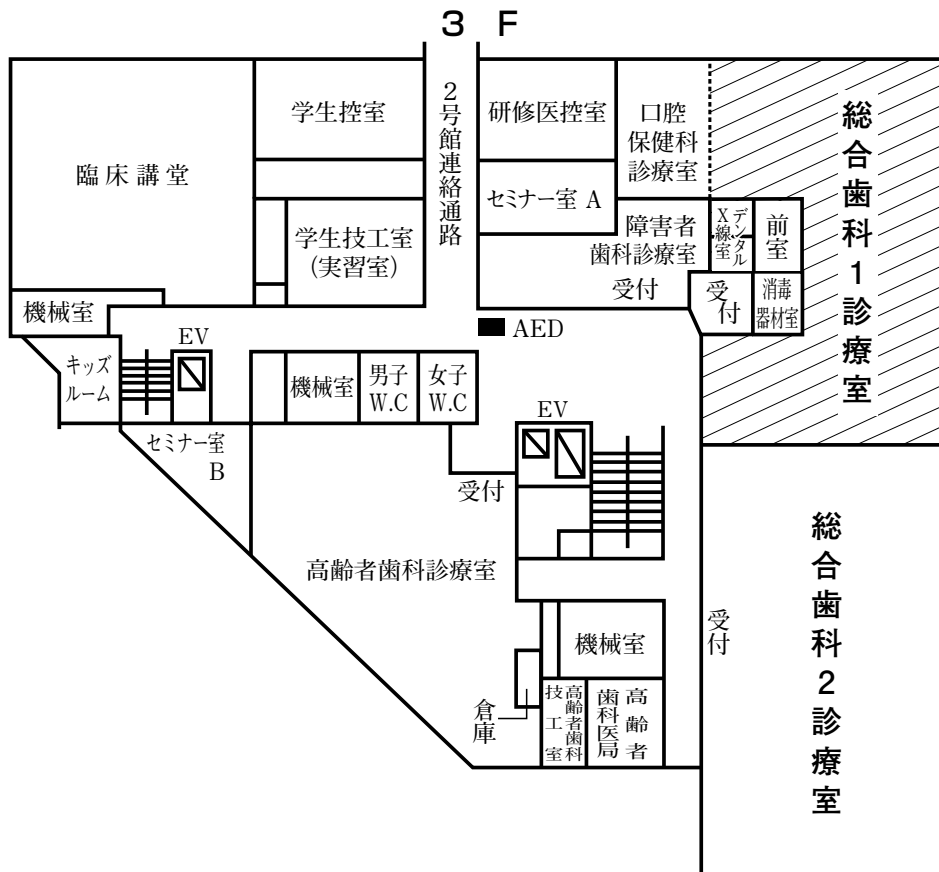 3 F
臨床講堂
学生控室
2号館連絡通路
研修医控室
口腔
保健科
診療室
総合歯科1診療室
セミナー室 A
学生技工室
(実習室)
障害者
歯科診療室
デンタル
X線室
前室
受付
受付
消毒
器材室
機械室
AED
EV
キッズ
ルーム
機械室
男子
W.C
女子
W.C
EV
セミナー室
B
受付
高齢者歯科診療室
総合歯科2診療室
受付
機械室
倉庫
高齢者歯科
技工室
高齢者
歯科医局